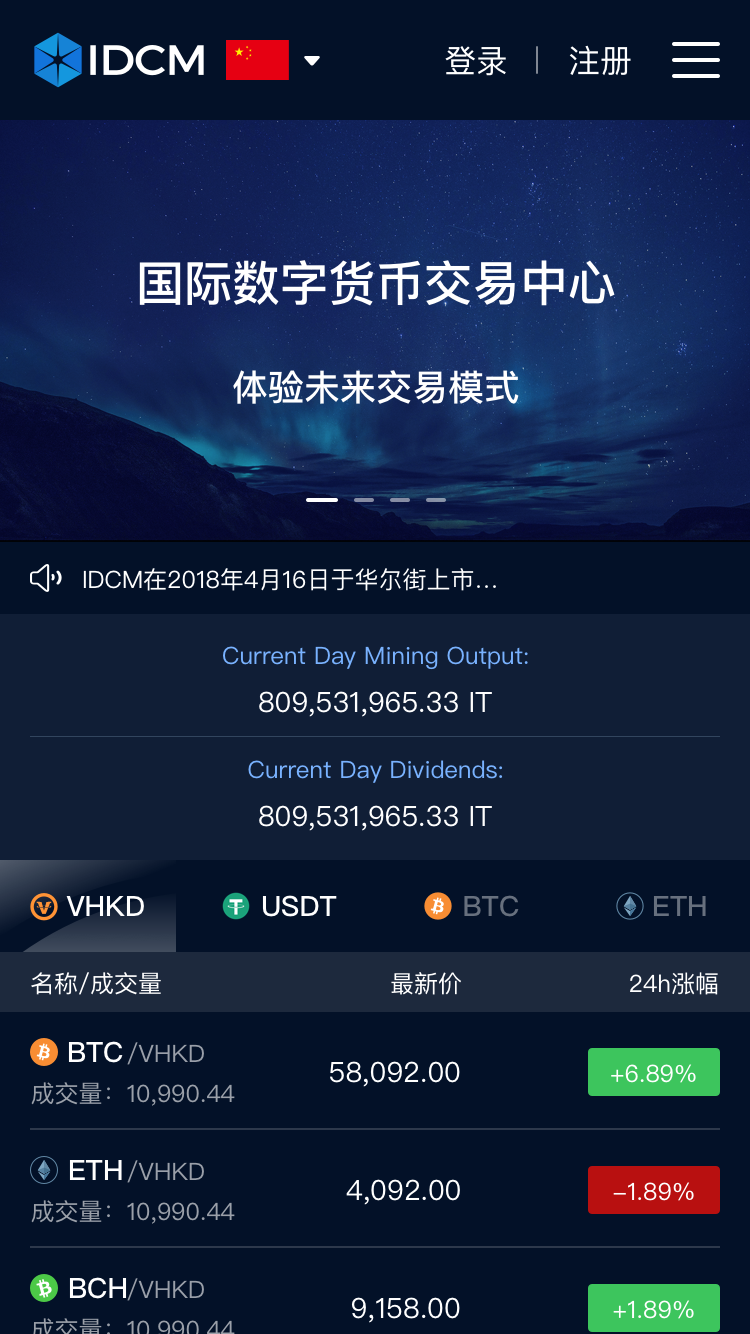 IDCM 登录 注册
国际数字货币交易中心
体验未来交易模式
IDCM在2018年4月16日于华尔街上市...
Current Day Mining Output:
809,531,965.33 IT
Current Day Dividends:
809,531,965.33 IT
VHKD USDT BTC ETH
名称/成交量 最新价 24h涨幅
BTC/VHKD 58,092.00 +6.89%
成交量：10,990.44
ETH/VHKD 4,092.00 –1.89%
成交量：10,990.44
BCH/VHKD 9,158.00 +1.89%
成交量：10,990.44